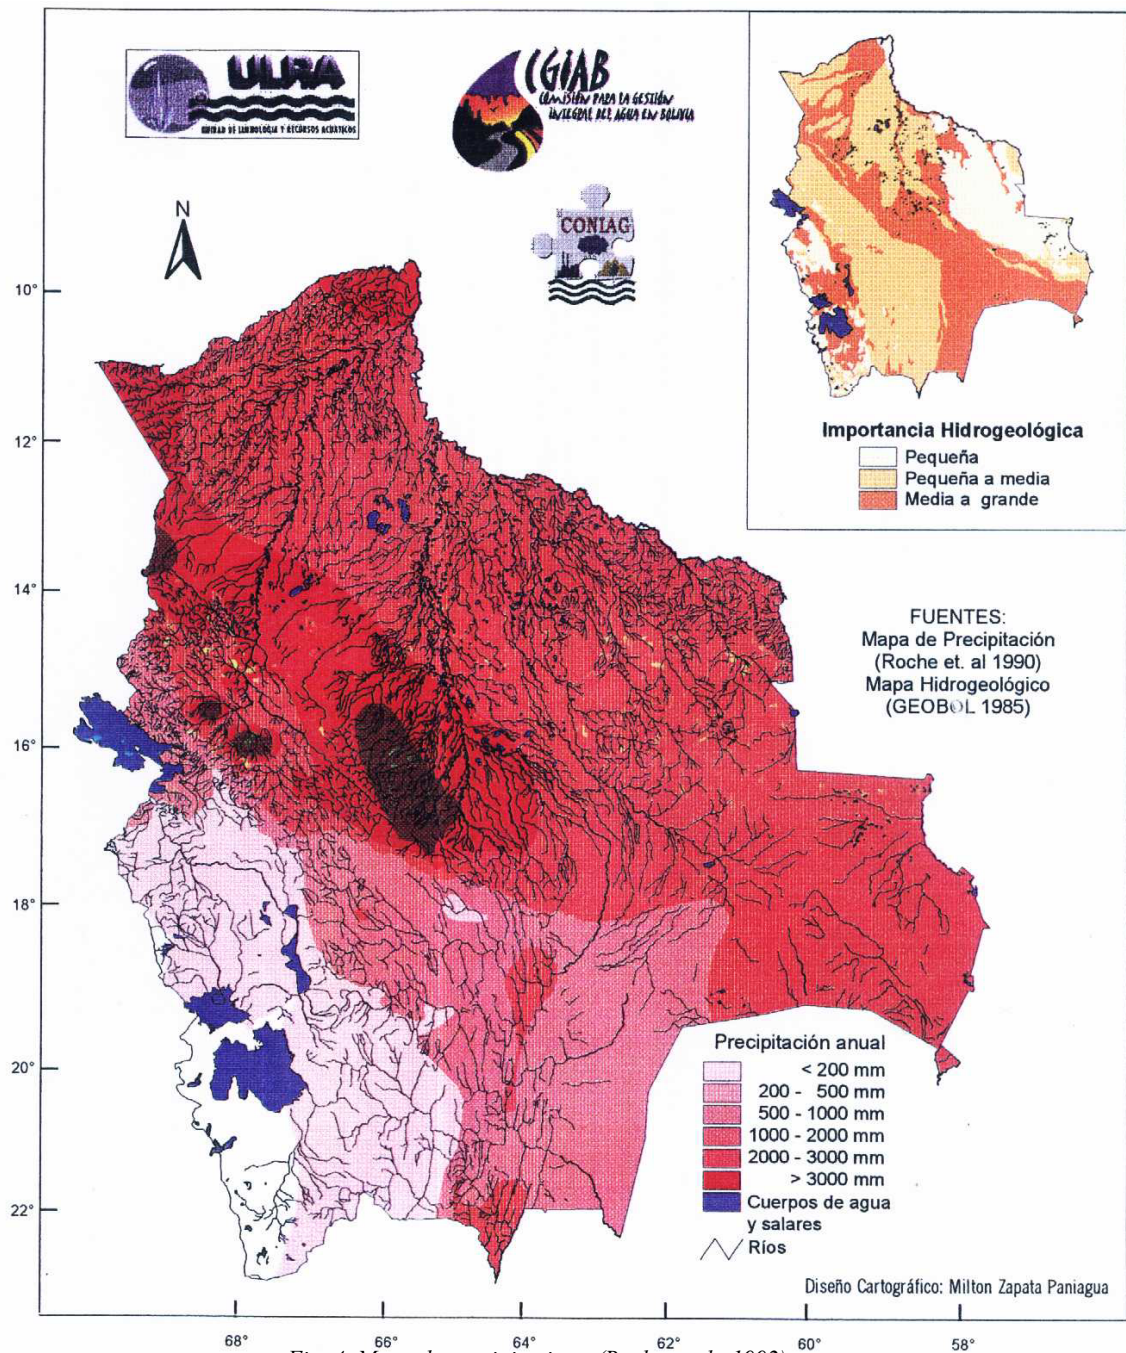 ULRA
UNIDAD DE LIMNOLOGIA Y RECURSOS ACUATICOS
CGIAB
COMISIÓN PARA LA GESTIÓN
INTEGRAL DEL AGUA EN BOLIVIA
CONIAG
N
Importancia Hidrogeológica
Pequeña
Pequeña a media
Media a grande
10°
12°
14°
16°
18°
20°
22°
FUENTES:
Mapa de Precipitación
(Roche et. al 1990)
Mapa Hidrogeológico
(GEOBOL 1985)
Precipitación anual
< 200 mm
200 - 500 mm
500 - 1000 mm
1000 - 2000 mm
2000 - 3000 mm
> 3000 mm
Cuerpos de agua
y salares
Ríos
Diseño Cartográfico: Milton Zapata Paniagua
68°
66°
64°
62°
60°
58°